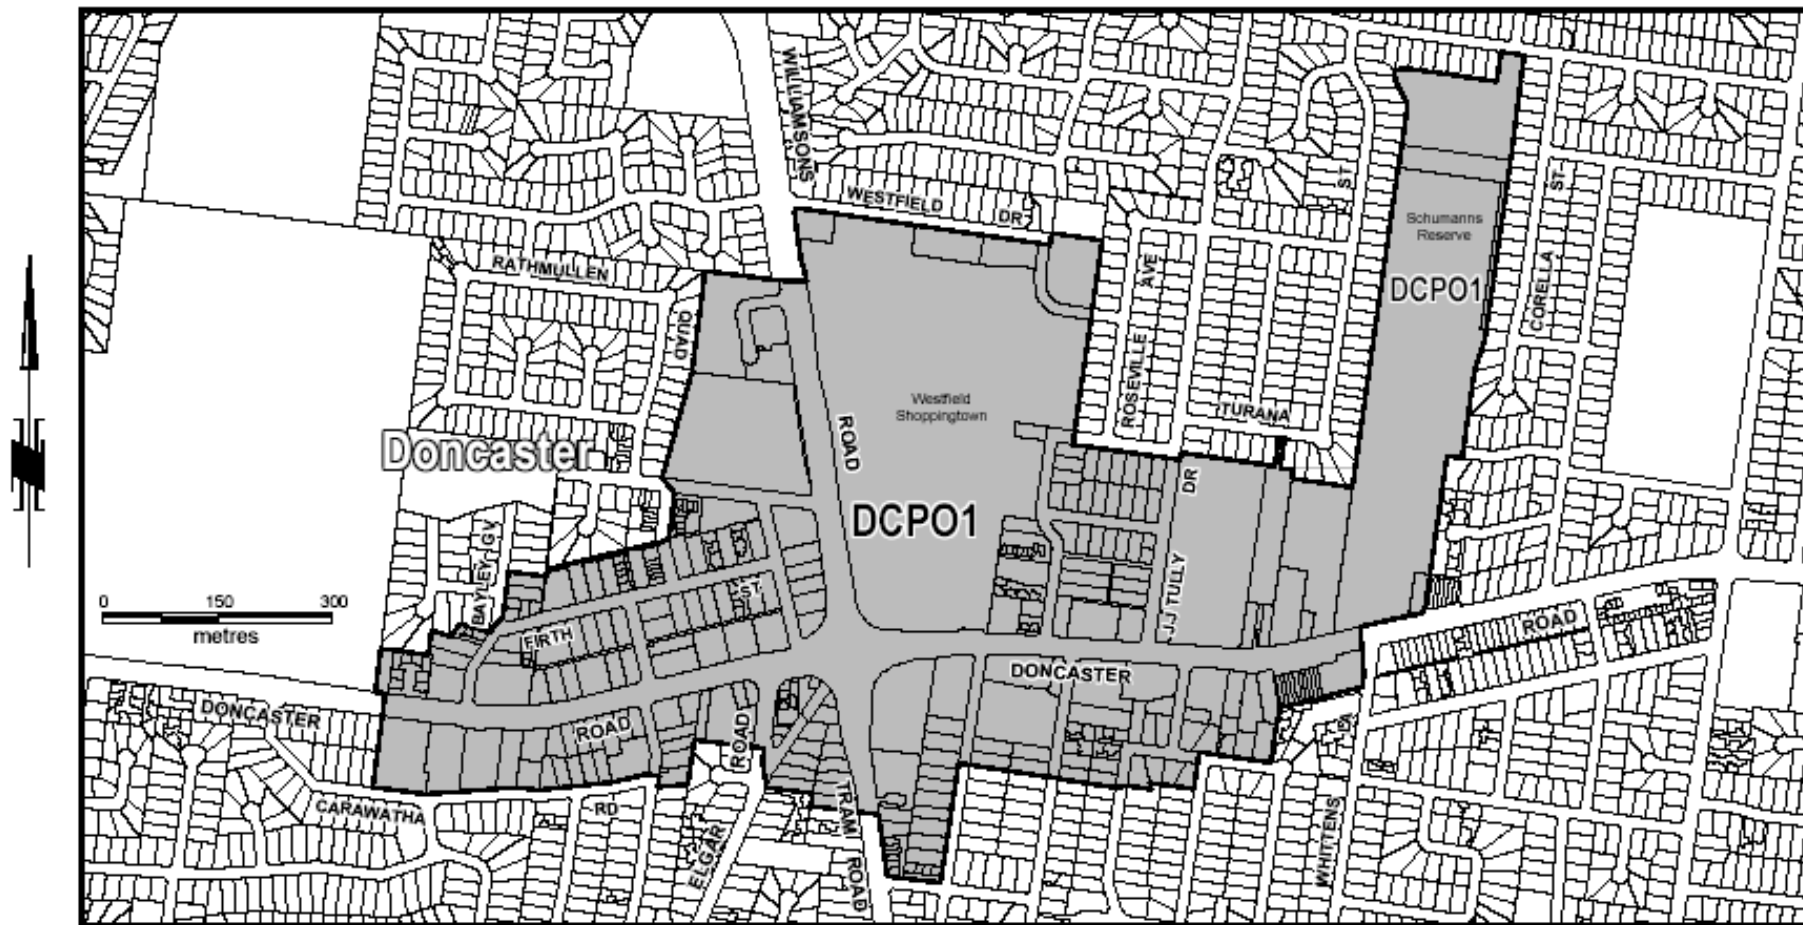 WILLIAMSONS
WESTFIELD
DR
ST
Schumanns
Reserve
DCPO1
CORELLA
ST
RATHMULLEN
QUAD
ROSEVILLE
AVE
Westfield
Shoppingtown
TURANA
ROAD
Doncaster
DCPO1
DR
J J TULLY
N
BAYLEY GV
0 150 300
metres
FIRTH
ST
ROAD
DONCASTER
DONCASTER
ROAD
ROAD
CARAWATHA
RD
ELGAR
TRAM
ROAD
WHITTENS